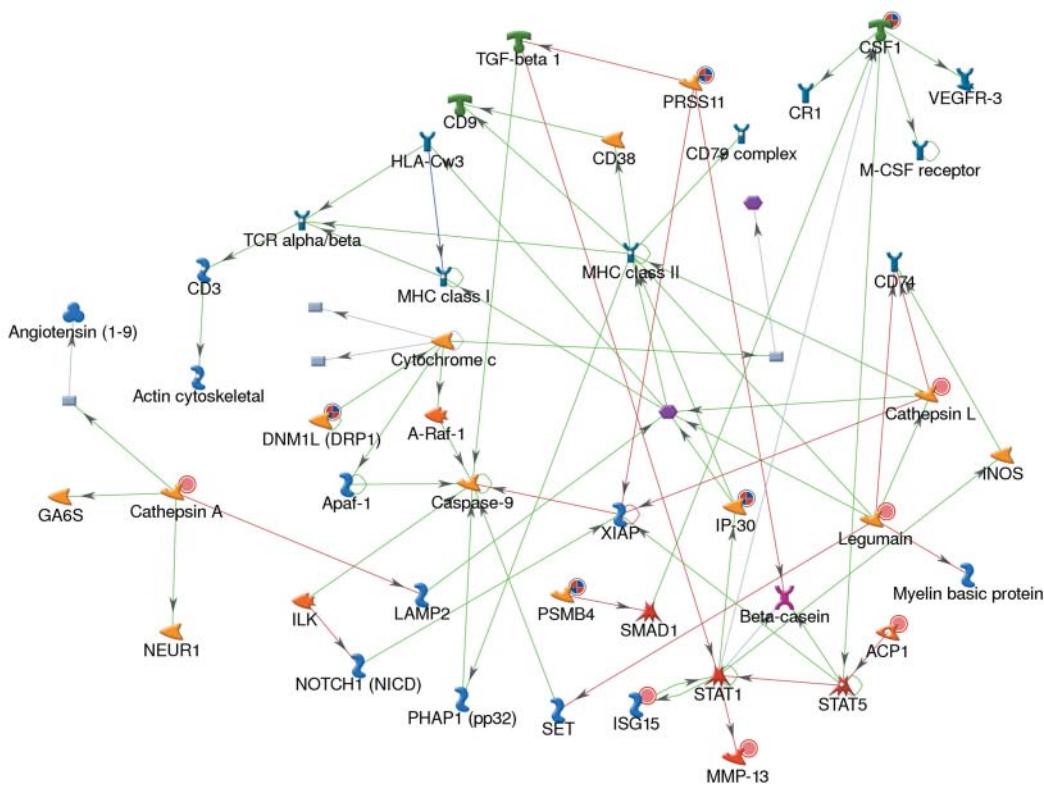 CSF1
TGF-beta 1
PRSS11
VEGFR-3
CR1
CD9
CD38
CD79 complex
HLA-Cw3
M-CSF receptor
TCR alpha/beta
MHC class II
CD74
CD3
MHC class I
Angiotensin (1-9)
Cytochrome c
Actin cytoskeletal
Cathepsin L
DNM1L (DRP1)
A-Raf-1
INOS
GA6S
Cathepsin A
Apaf-1
Caspase-9
XIAP
IP-30
Legumain
Myelin basic protein
LAMP2
ILK
PSMB4
SMAD1
Beta-casein
NEUR1
ACP1
NOTCH1 (NICD)
PHAP1 (pp32)
SET
ISG15
STAT1
STAT5
MMP-13